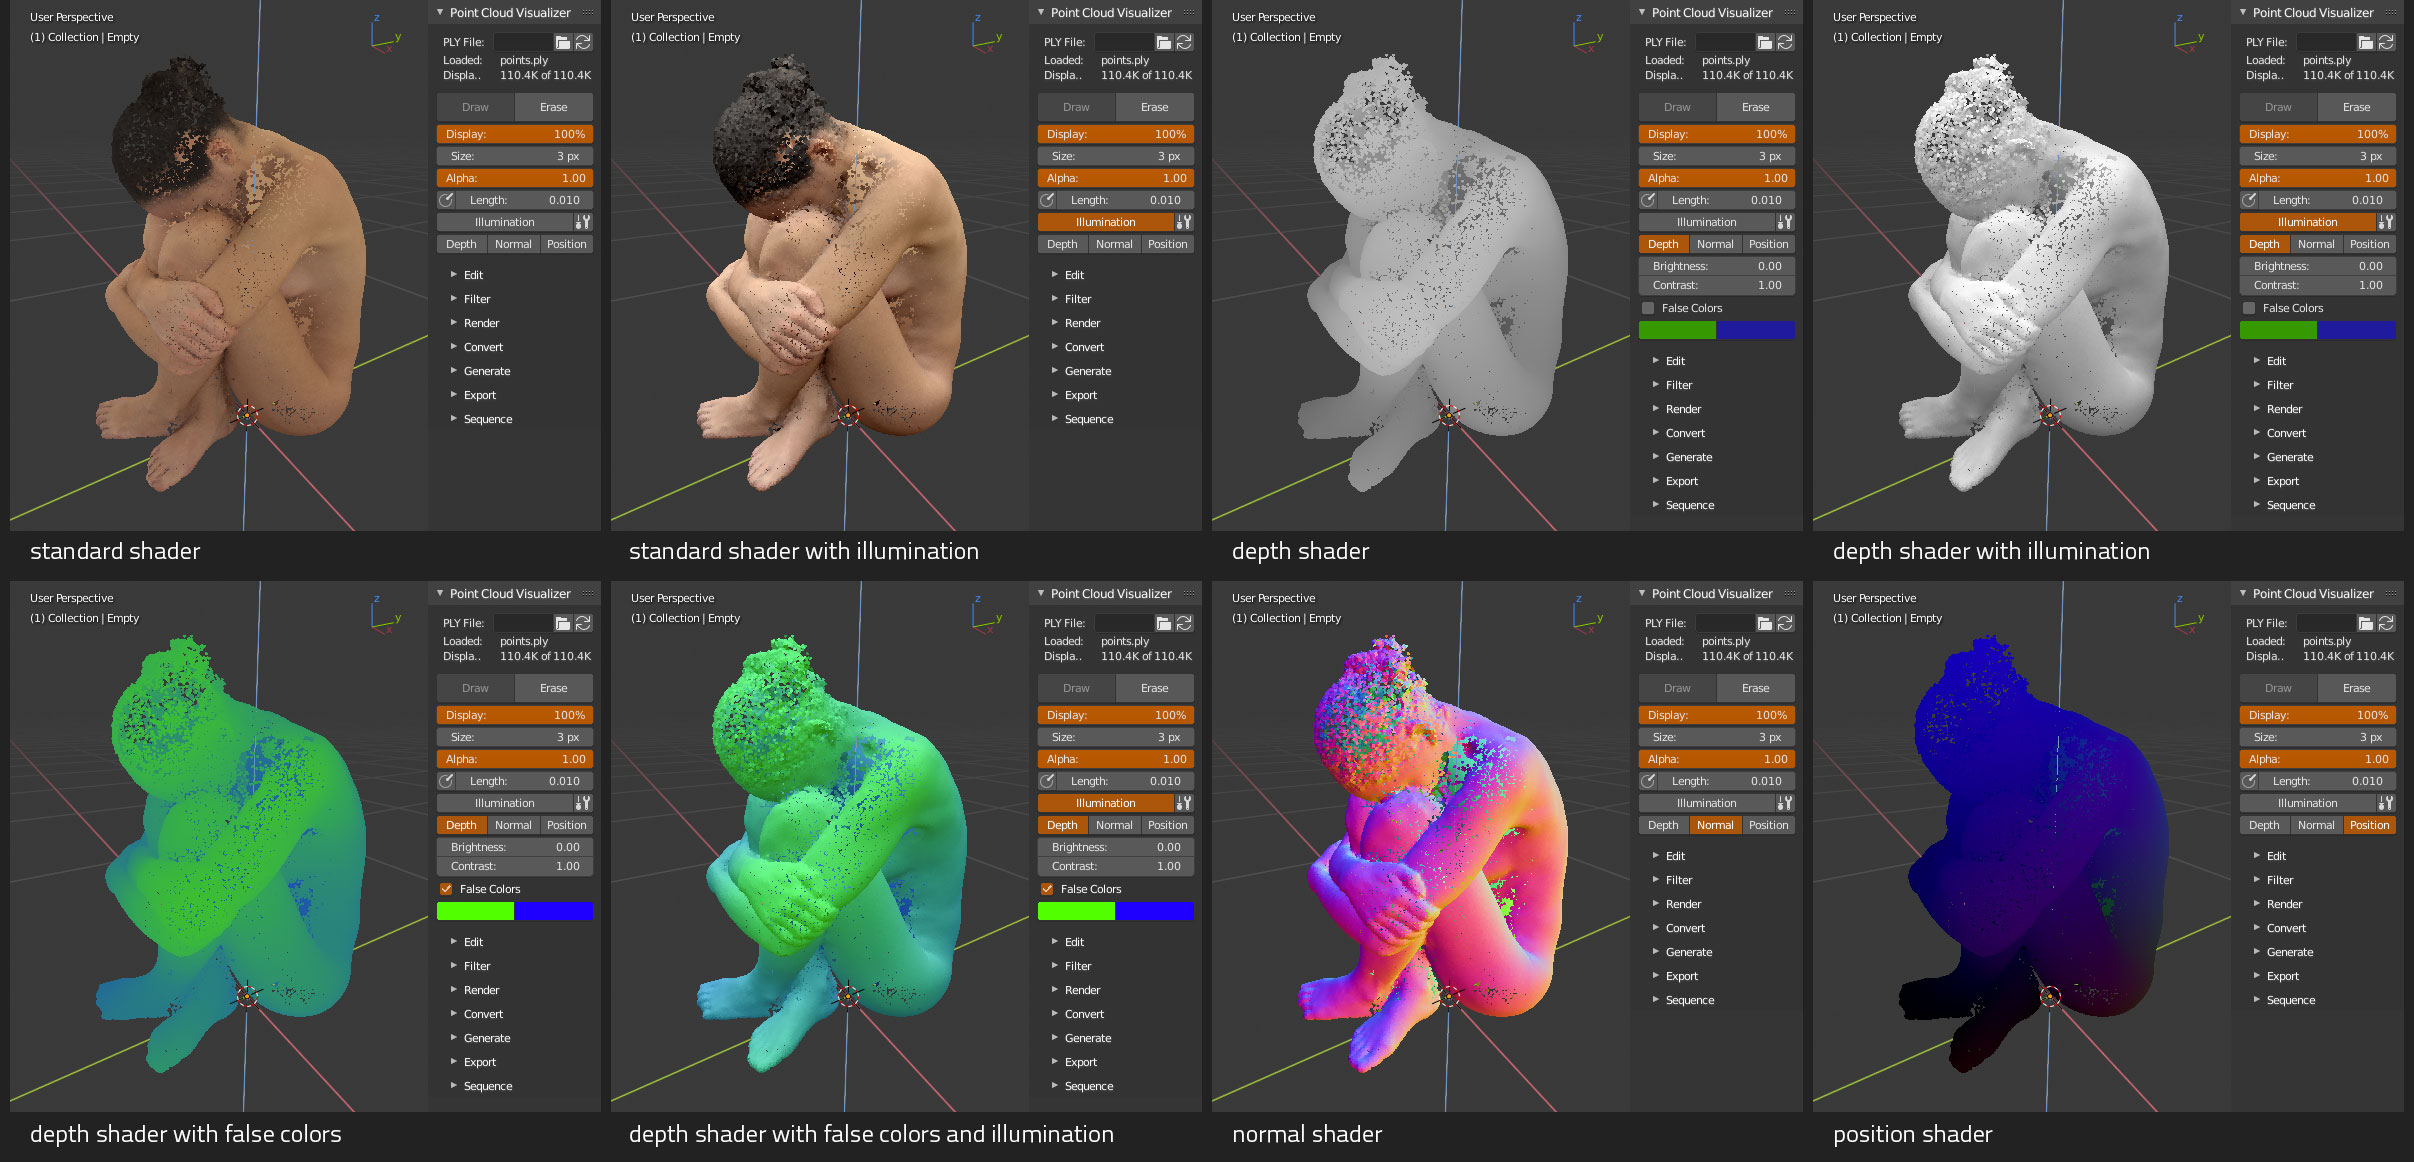 User Perspective
(1) Collection | Empty
z
y
x
Point Cloud Visualizer
PLY File:
Loaded: points.ply
Displa.. 110.4K of 110.4K
Draw Erase
Display: 100%
Size: 3 px
Alpha: 1.00
Length: 0.010
Illumination
Depth Normal Position
Edit
Filter
Render
Convert
Generate
Export
Sequence
standard shader
User Perspective
(1) Collection | Empty
z
y
x
Point Cloud Visualizer
PLY File:
Loaded: points.ply
Displa.. 110.4K of 110.4K
Draw Erase
Display: 100%
Size: 3 px
Alpha: 1.00
Length: 0.010
Illumination
Depth Normal Position
Edit
Filter
Render
Convert
Generate
Export
Sequence
standard shader with illumination
User Perspective
(1) Collection | Empty
z
y
x
Point Cloud Visualizer
PLY File:
Loaded: points.ply
Displa.. 110.4K of 110.4K
Draw Erase
Display: 100%
Size: 3 px
Alpha: 1.00
Length: 0.010
Illumination
Depth Normal Position
Brightness: 0.00
Contrast: 1.00
False Colors
Edit
Filter
Render
Convert
Generate
Export
Sequence
depth shader
User Perspective
(1) Collection | Empty
z
y
x
Point Cloud Visualizer
PLY File:
Loaded: points.ply
Displa.. 110.4K of 110.4K
Draw Erase
Display: 100%
Size: 3 px
Alpha: 1.00
Length: 0.010
Illumination
Depth Normal Position
Brightness: 0.00
Contrast: 1.00
False Colors
Edit
Filter
Render
Convert
Generate
Export
Sequence
depth shader with illumination
User Perspective
(1) Collection | Empty
z
y
x
Point Cloud Visualizer
PLY File:
Loaded: points.ply
Displa.. 110.4K of 110.4K
Draw Erase
Display: 100%
Size: 3 px
Alpha: 1.00
Length: 0.010
Illumination
Depth Normal Position
Brightness: 0.00
Contrast: 1.00
False Colors
Edit
Filter
Render
Convert
Generate
Export
Sequence
depth shader with false colors
User Perspective
(1) Collection | Empty
z
y
x
Point Cloud Visualizer
PLY File:
Loaded: points.ply
Displa.. 110.4K of 110.4K
Draw Erase
Display: 100%
Size: 3 px
Alpha: 1.00
Length: 0.010
Illumination
Depth Normal Position
Brightness: 0.00
Contrast: 1.00
False Colors
Edit
Filter
Render
Convert
Generate
Export
Sequence
depth shader with false colors and illumination
User Perspective
(1) Collection | Empty
z
y
x
Point Cloud Visualizer
PLY File:
Loaded: points.ply
Displa.. 110.4K of 110.4K
Draw Erase
Display: 100%
Size: 3 px
Alpha: 1.00
Length: 0.010
Illumination
Depth Normal Position
Edit
Filter
Render
Convert
Generate
Export
Sequence
normal shader
User Perspective
(1) Collection | Empty
z
y
x
Point Cloud Visualizer
PLY File:
Loaded: points.ply
Displa.. 110.4K of 110.4K
Draw Erase
Display: 100%
Size: 3 px
Alpha: 1.00
Length: 0.010
Illumination
Depth Normal Position
Edit
Filter
Render
Convert
Generate
Export
Sequence
position shader